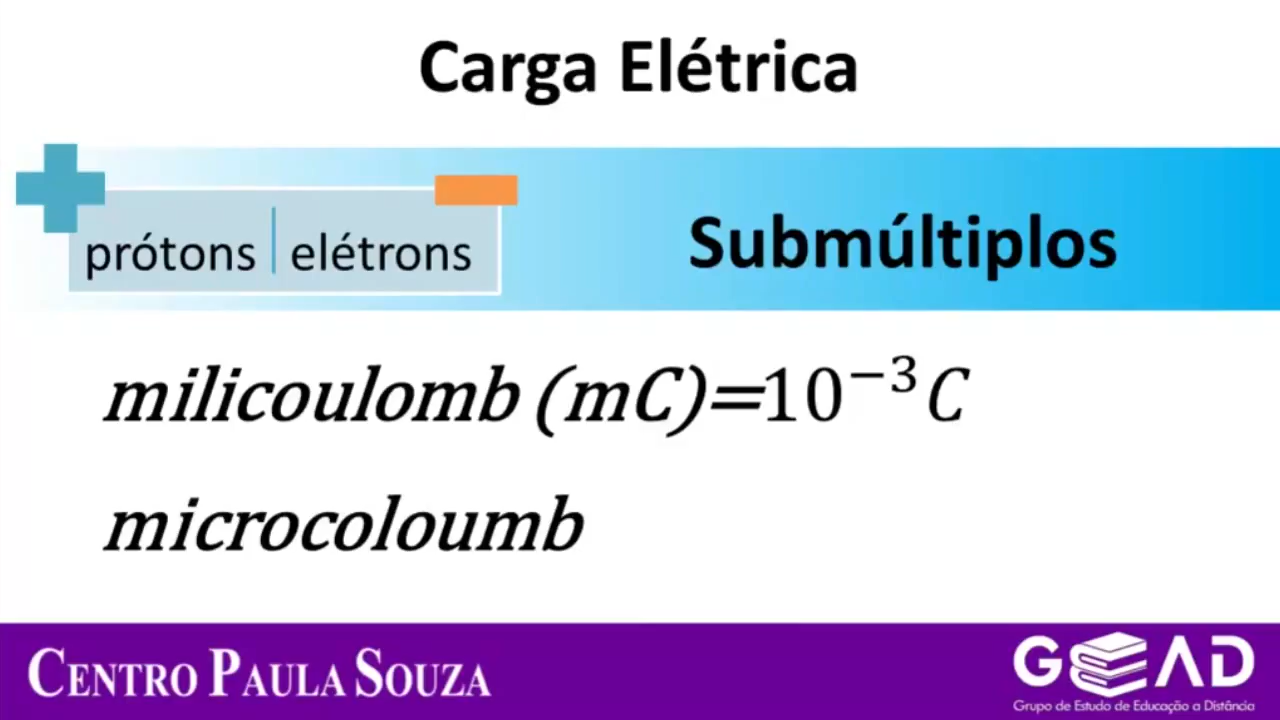 Carga Elétrica
prótons elétrons
Submúltiplos
milicoulomb (mC)=10⁻³C
microcoloumb
CENTRO PAULA SOUZA
GEAD
Grupo de Estudo de Educação a Distância